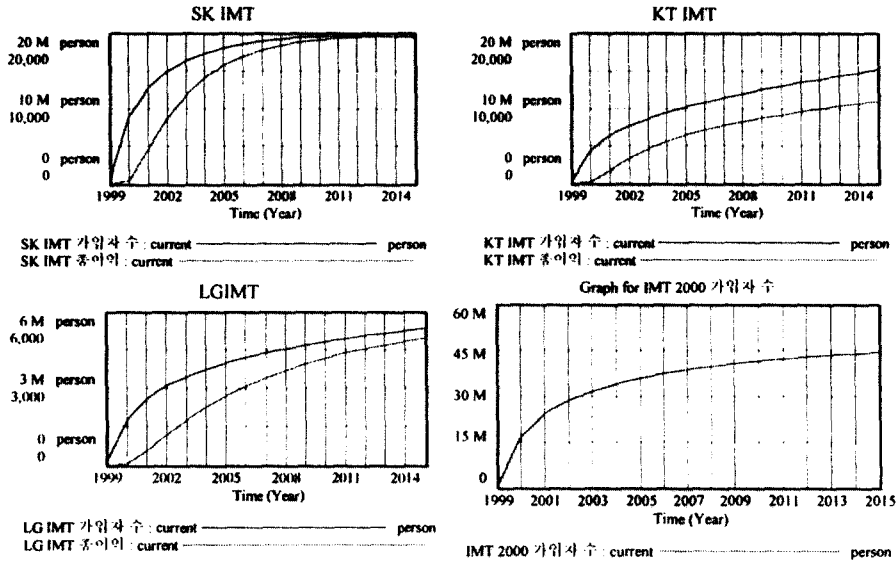 SK IMT
20 M person
20,000
10 M person
10,000
0 person
0
1999 2002 2005 2008 2011 2014
Time (Year)
SK IMT 가입자 수 : current person
SK IMT 총이익 : current
KT IMT
20 M person
20,000
10 M person
10,000
0 person
0
1999 2002 2005 2008 2011 2014
Time (Year)
KT IMT 가입자 수 : current person
KT IMT 총이익 : current
LGIMT
6 M person
6,000
3 M person
3,000
0 person
0
1999 2002 2005 2008 2011 2014
Time (Year)
LG IMT 가입자 수 : current person
LG IMT 총이익 : current
Graph for IMT 2000 가입자 수
60 M
45 M
30 M
15 M
0
1999 2001 2003 2005 2007 2009 2011 2013 2015
Time (Year)
IMT 2000 가입자 수 : current person